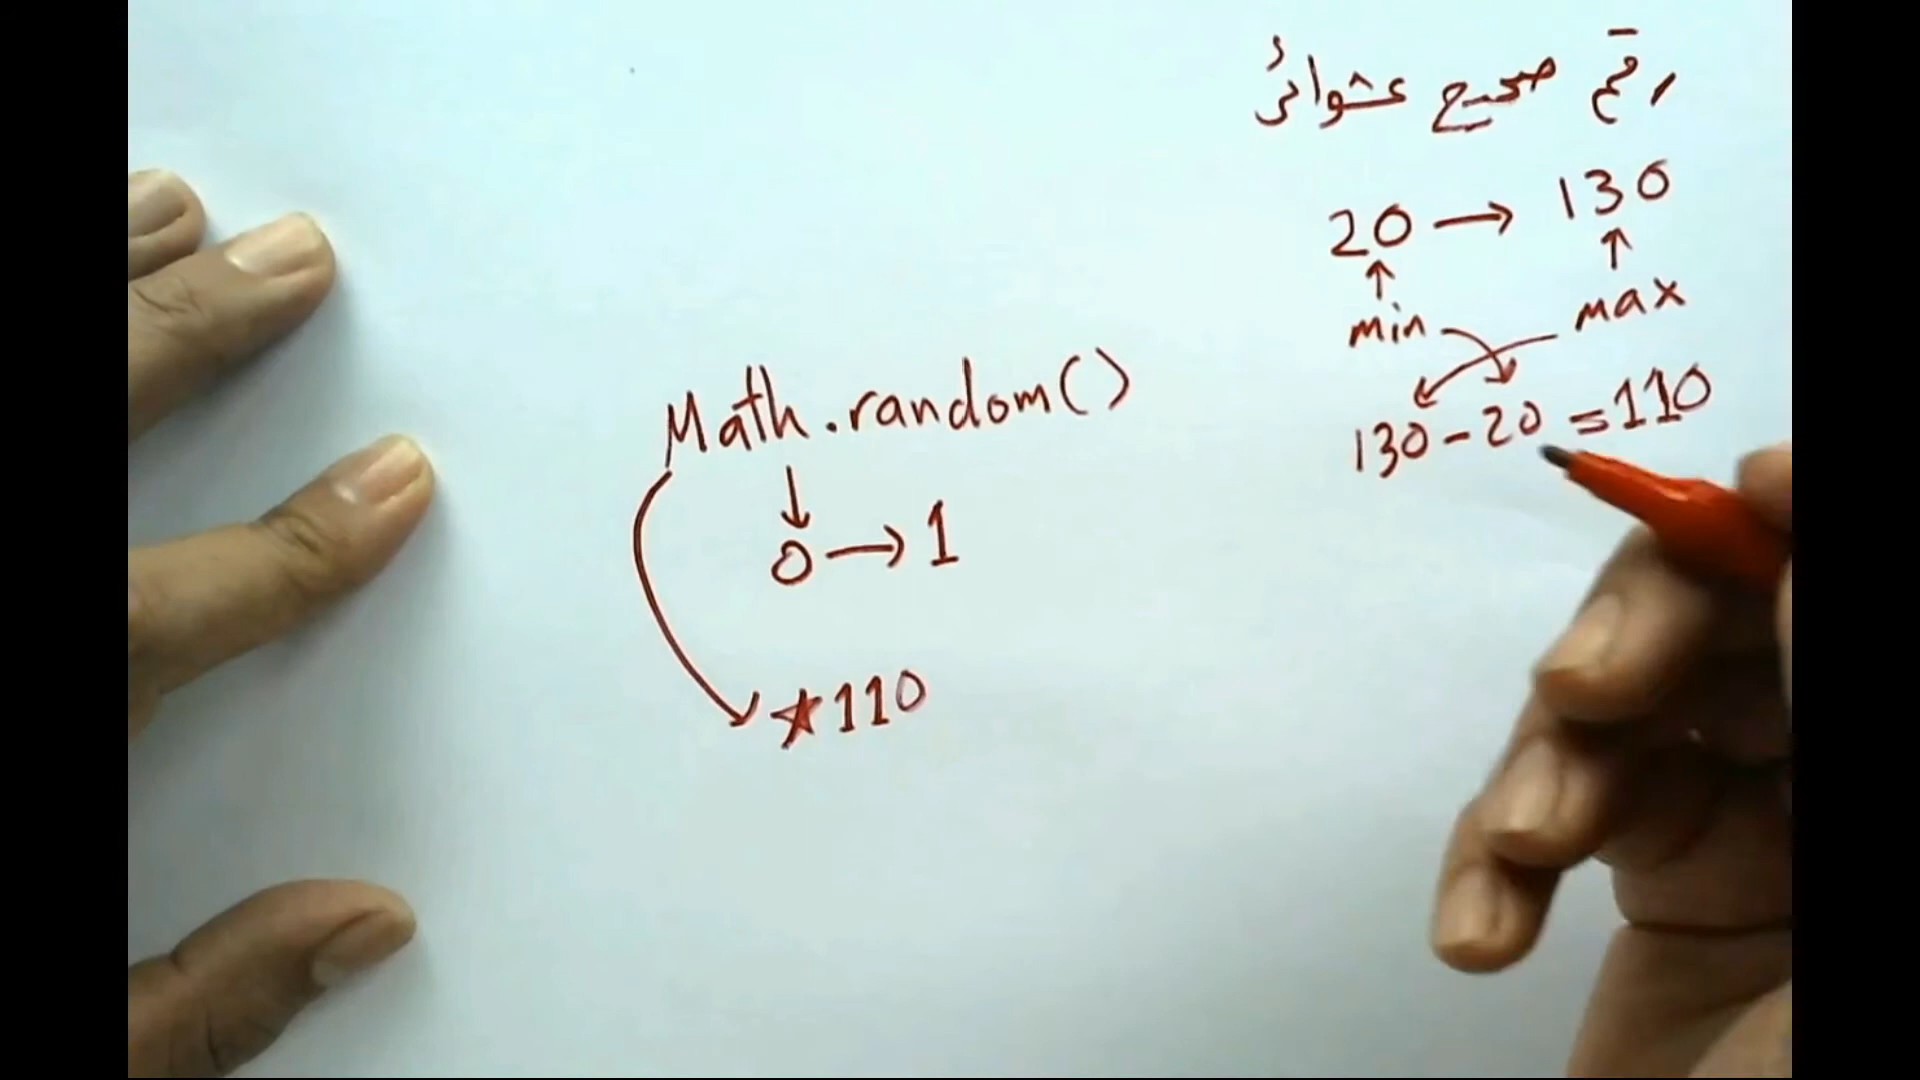 رقم صحيح عشوائي
20 → 130
↑ ↑
min max
130 - 20 = 110
Math.random()
↓
0 → 1
*110